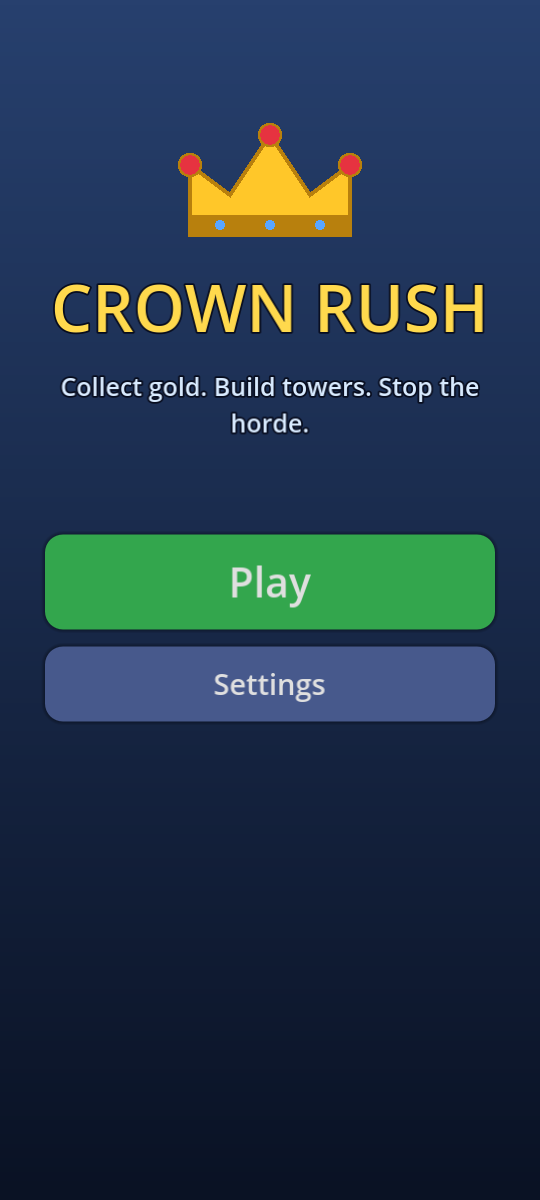 CROWN RUSH
Collect gold. Build towers. Stop the
horde.
Play
Settings